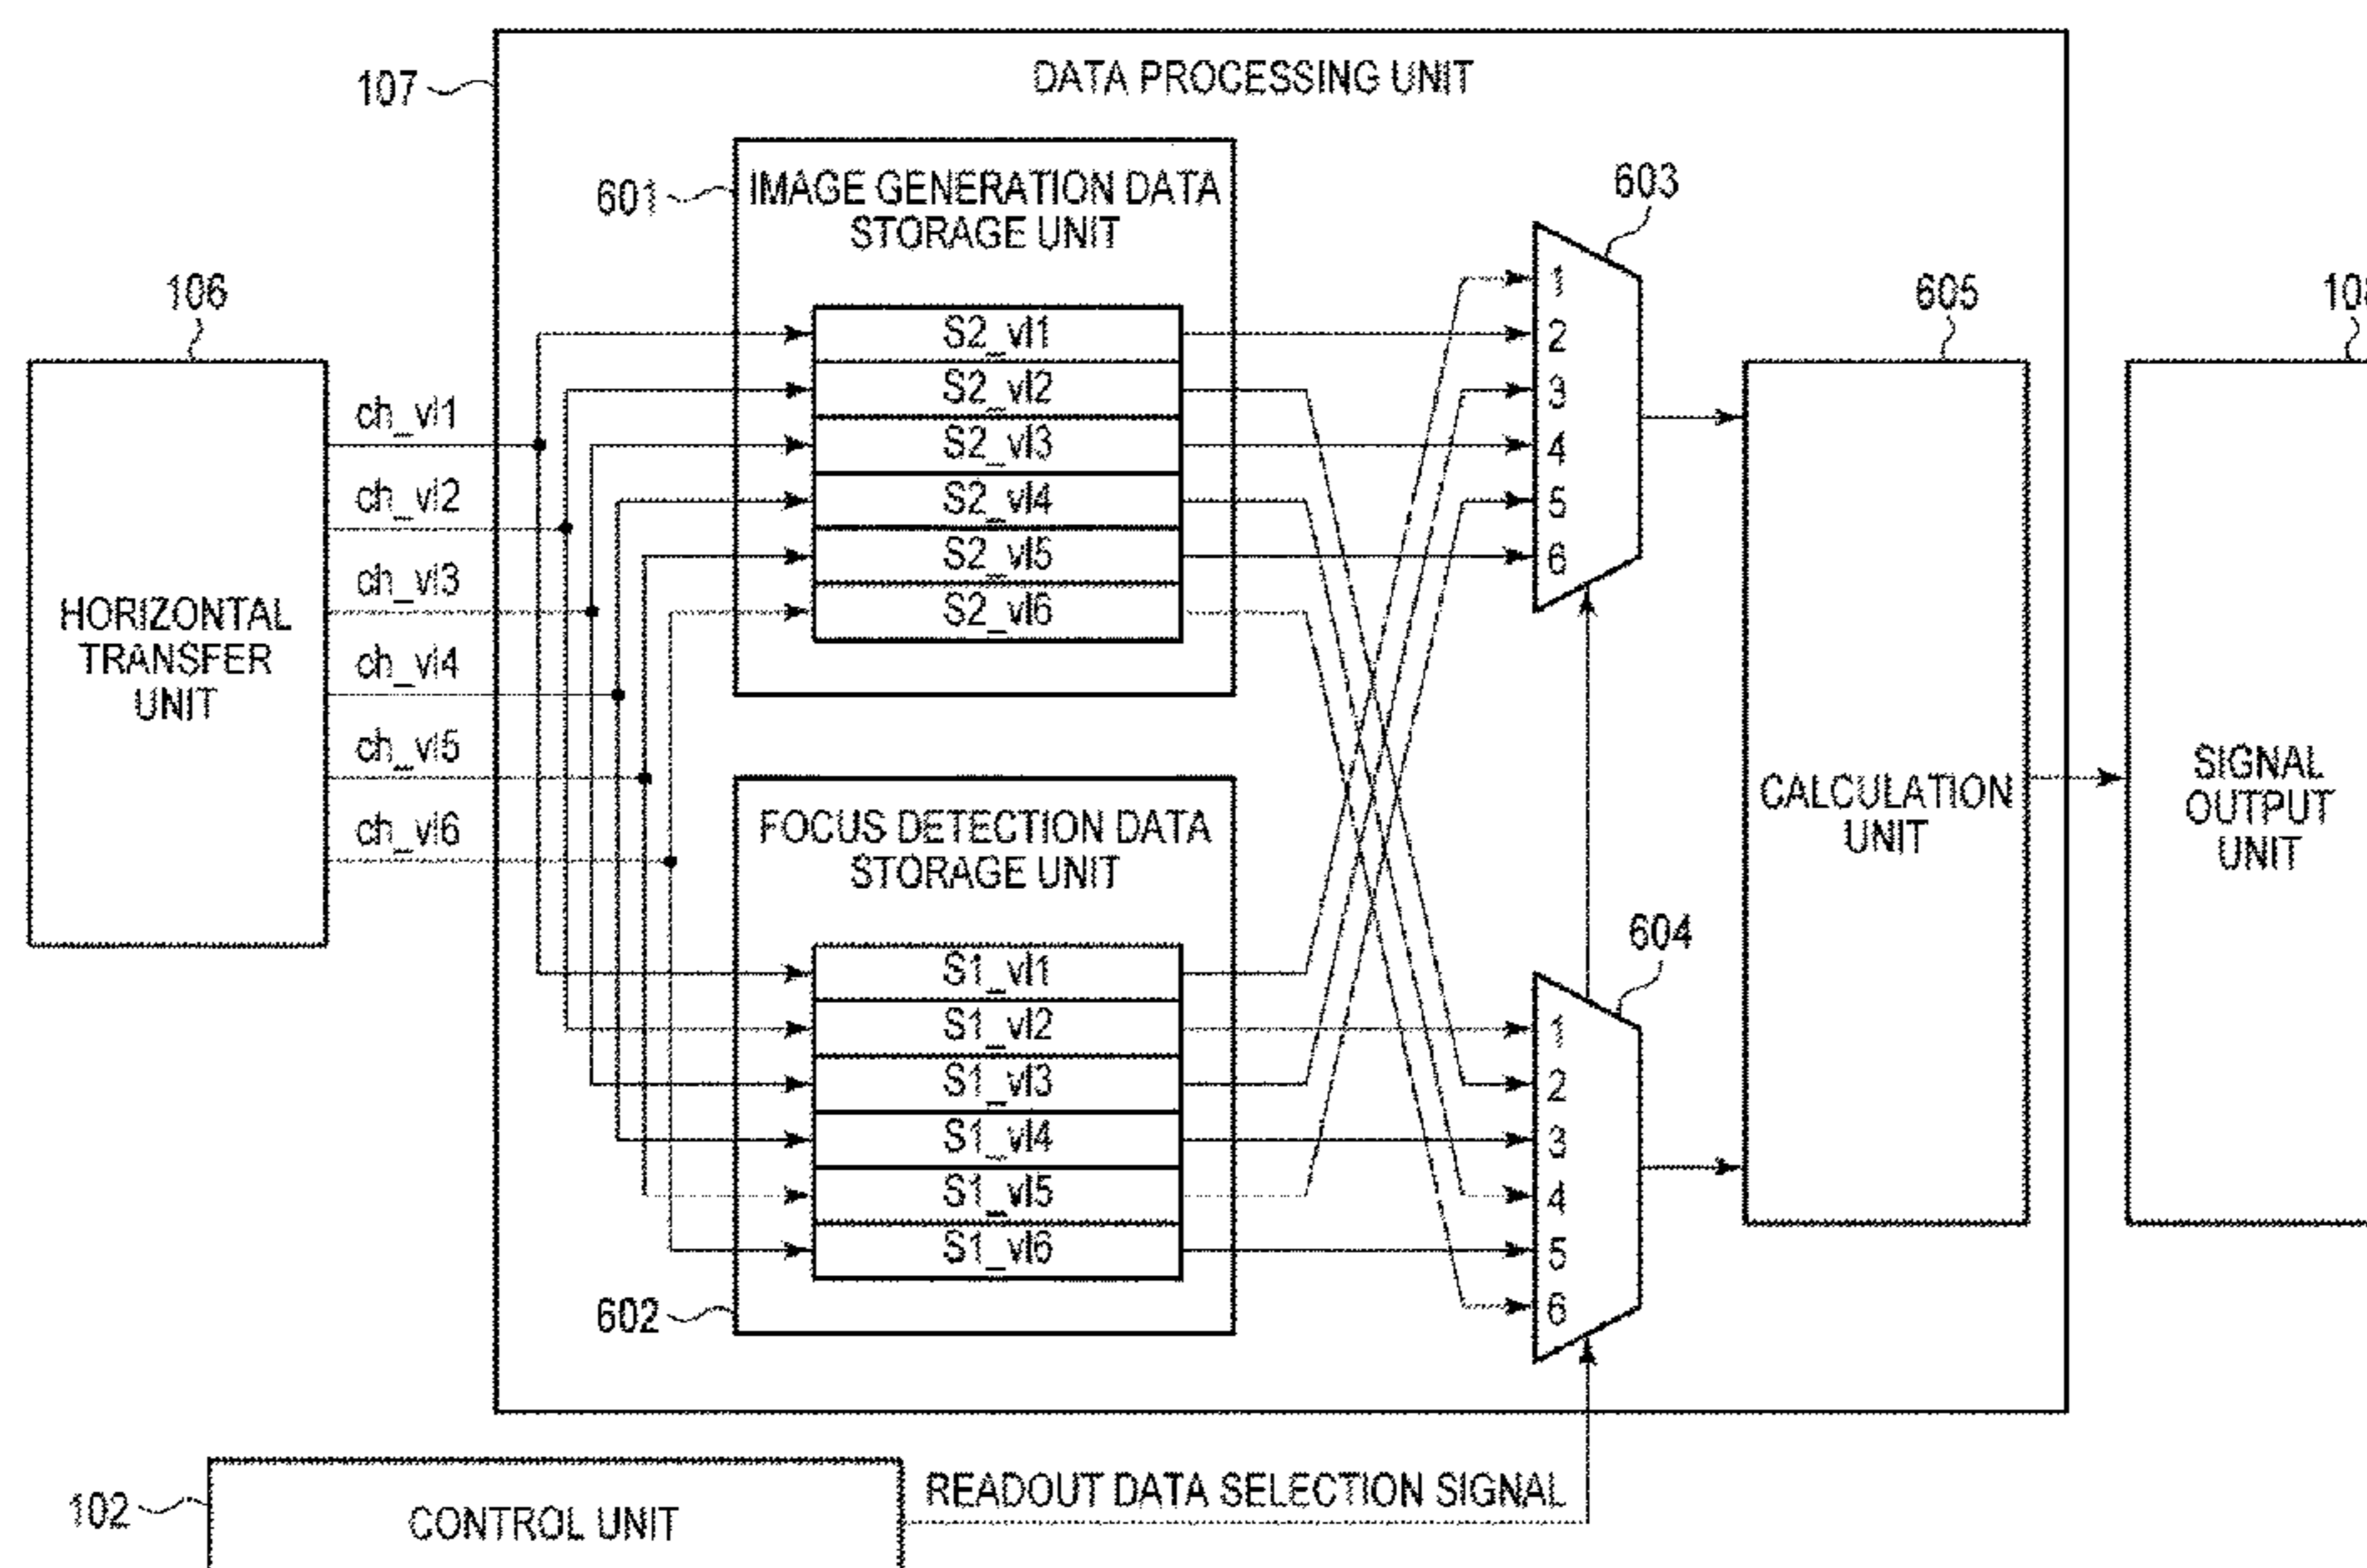 107
DATA PROCESSING UNIT
601
IMAGE GENERATION DATA
STORAGE UNIT
603
106
605
S2_vl1
S2_vl2
S2_vl3
S2_vl4
S2_vl5
S2_vl6
1
2
3
4
5
6
ch_vl1
ch_vl2
ch_vl3
ch_vl4
ch_vl5
ch_vl6
HORIZONTAL
TRANSFER
UNIT
FOCUS DETECTION DATA
STORAGE UNIT
CALCULATION
UNIT
SIGNAL
OUTPUT
UNIT
604
S1_vl1
S1_vl2
S1_vl3
S1_vl4
S1_vl5
S1_vl6
1
2
3
4
5
6
602
102
CONTROL UNIT
READOUT DATA SELECTION SIGNAL